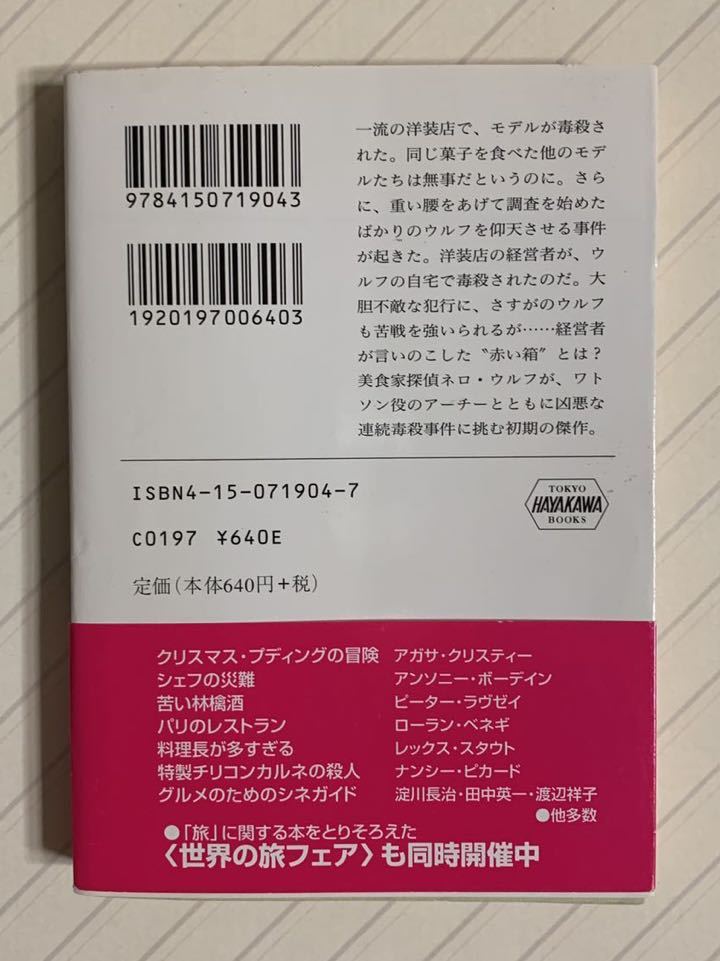 9784150719043
1920197006403
一流の洋装店で、モデルが毒殺さ
れた。同じ菓子を食べた他のモデ
ルたちは無事だというのに。さら
に、重い腰をあげて調査を始めた
ばかりのウルフを仰天させる事件
が起きた。洋装店の経営者が、ウ
ルフの自宅で毒殺されたのだ。大
胆不敵な犯行に、さすがのウルフ
も苦戦を強いられるが……経営者
が言いのこした〝赤い箱〟とは？
美食家探偵ネロ・ウルフが、ワト
ソン役のアーチーとともに凶悪な
連続毒殺事件に挑む初期の傑作。
ISBN4-15-071904-7
C0197 ¥640E
定価(本体640円+税)
TOKYO
HAYAKAWA
BOOKS
クリスマス・プディングの冒険 アガサ・クリスティー
シェフの災難 アンソニー・ボーデイン
苦い林檎酒 ピーター・ラヴゼイ
パリのレストラン ローラン・ベネギ
料理長が多すぎる レックス・スタウト
特製チリコンカルネの殺人 ナンシー・ピカード
グルメのためのシネガイド 淀川長治・田中英一・渡辺祥子
●他多数
●「旅」に関する本をとりそろえた
〈世界の旅フェア〉も同時開催中